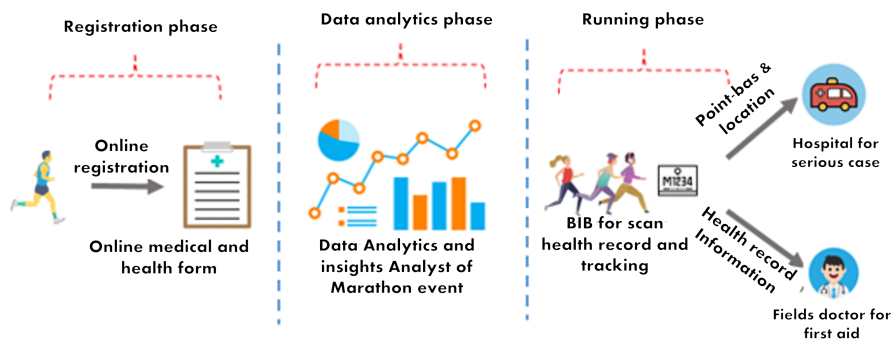 Registration phase
Data analytics phase
Running phase
Online
registration
Online medical and
health form
Data Analytics and
insights Analyst of
Marathon event
M1234
BIB for scan
health record and
tracking
Point-bas &
location
Hospital for
serious case
Health record ,
Information
Fields doctor for
first aid